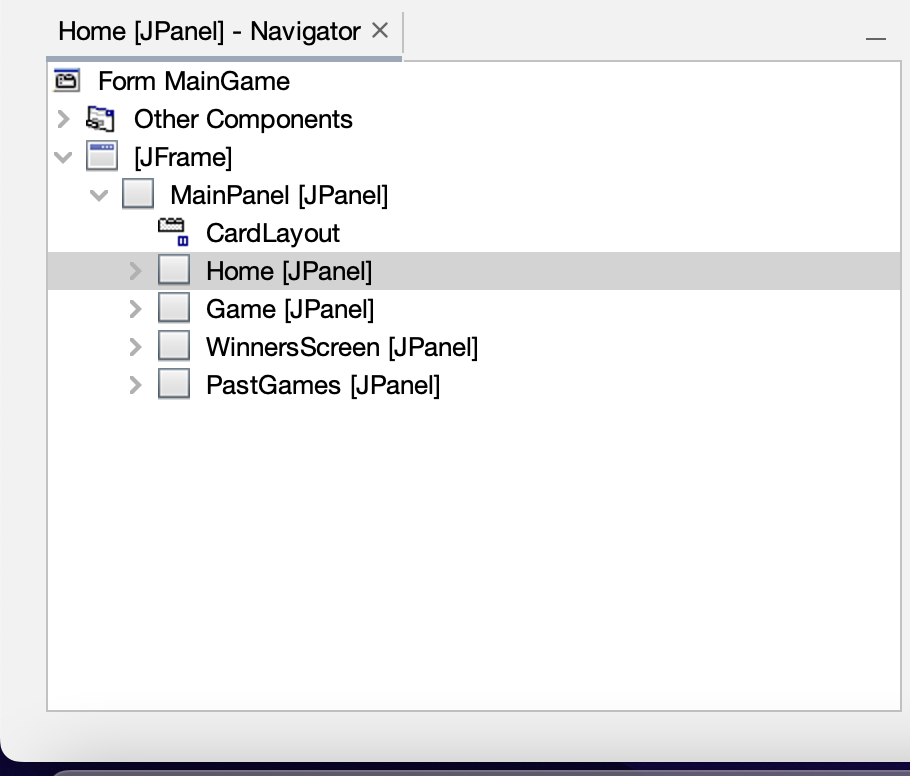 Home [JPanel] - Navigator
Form MainGame
Other Components
[JFrame]
MainPanel [JPanel]
CardLayout
Home [JPanel]
Game [JPanel]
WinnersScreen [JPanel]
PastGames [JPanel]